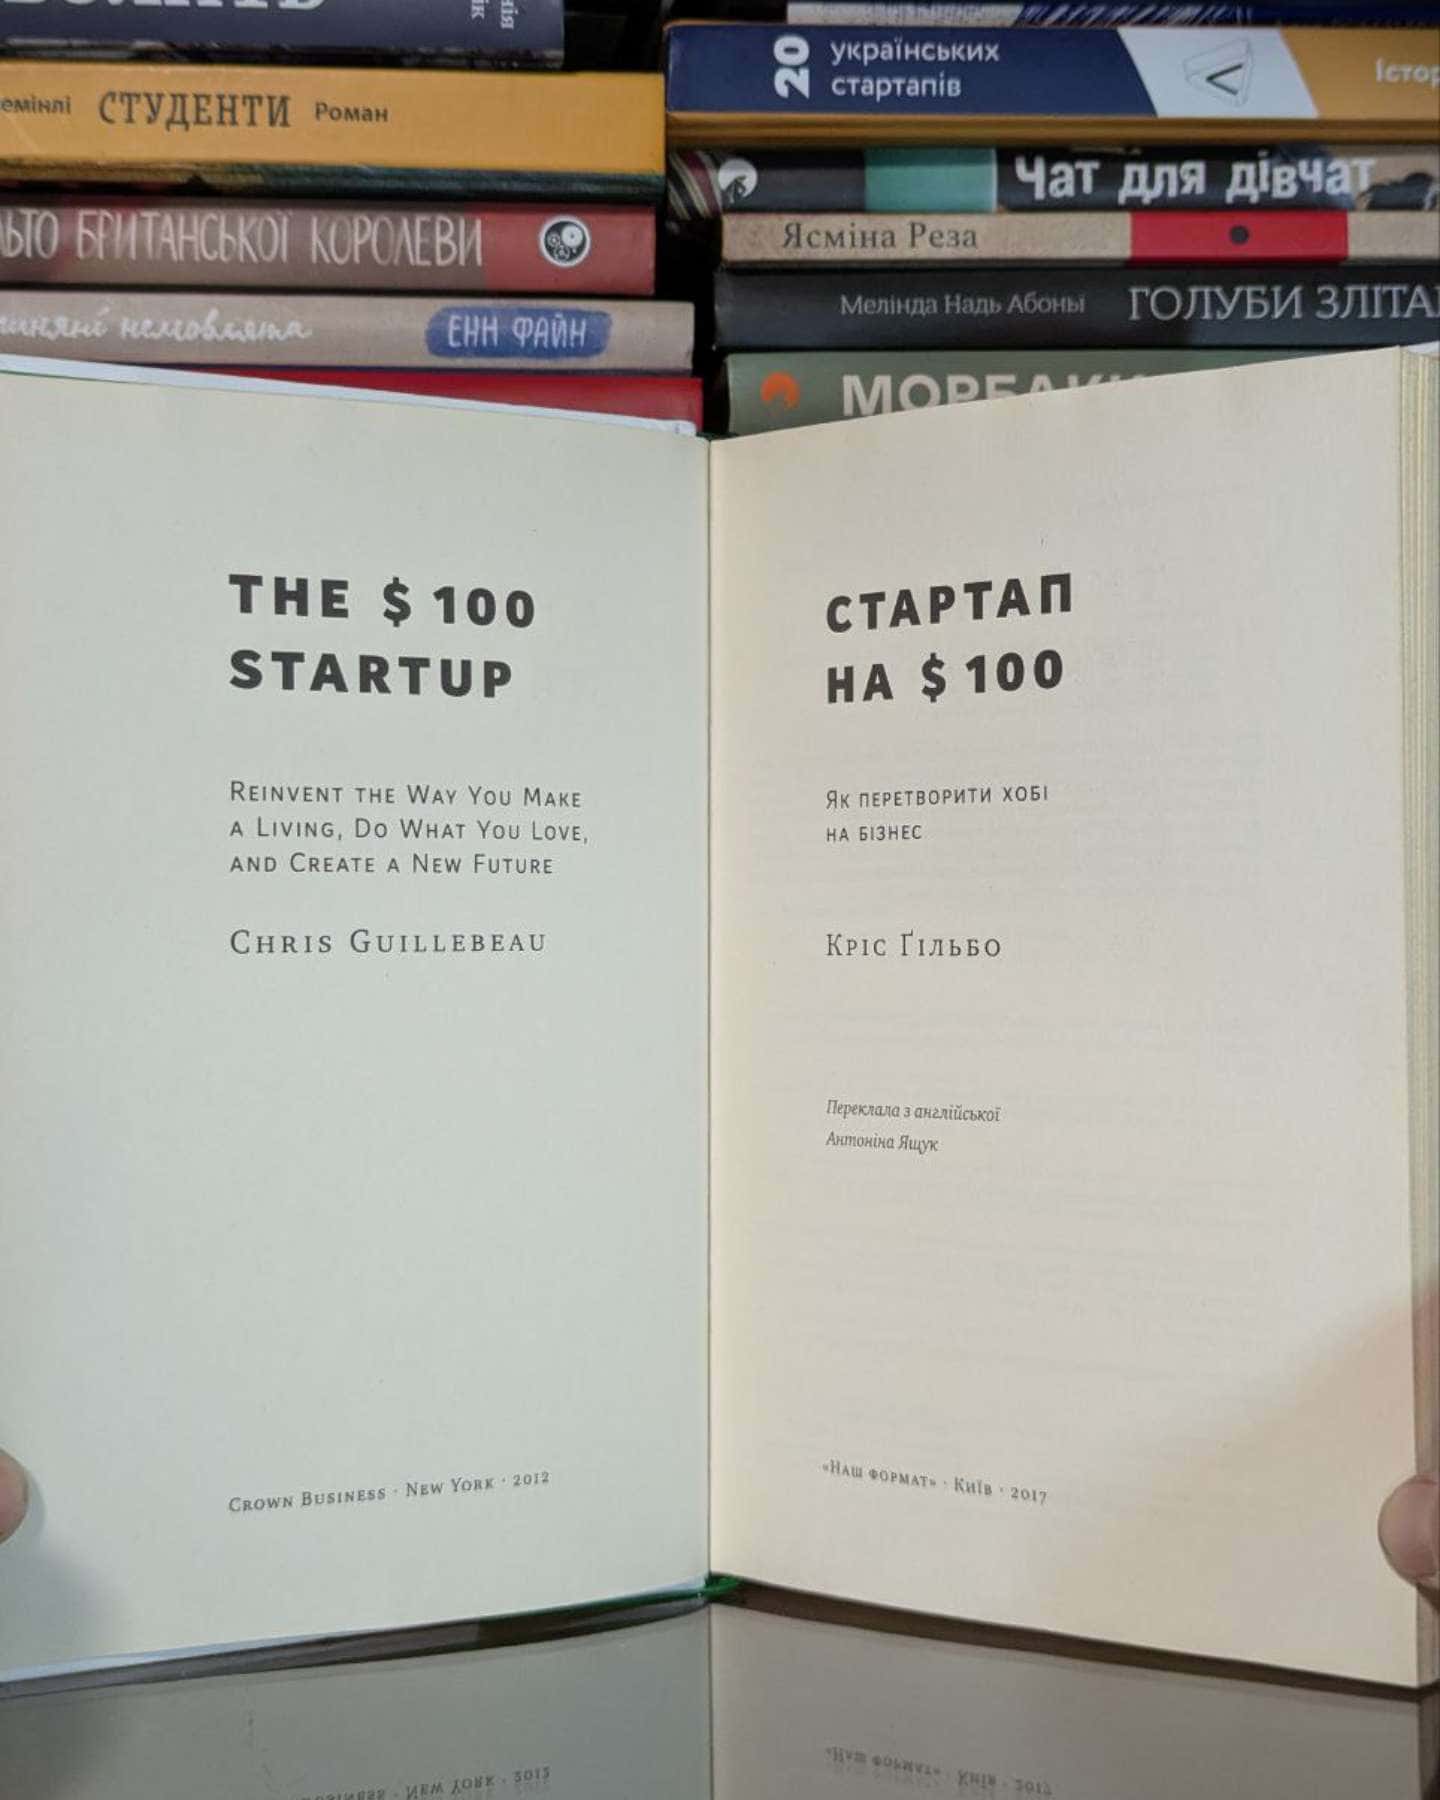 українських
стартапів
20
СТУДЕНТИ Роман
Чат для дівчат
БРИТАНСЬКОЇ КОРОЛЕВИ
Ясміна Реза
немовлята ЕНН ФАЙН
Мелінда Надь Абоньї ГОЛУБИ
THE $100
STARTUP
REINVENT THE WAY YOU MAKE
A LIVING, DO WHAT YOU LOVE,
AND CREATE A NEW FUTURE
CHRIS GUILLEBEAU
CROWN BUSINESS · NEW YORK · 2012
СТАРТАП
НА $100
ЯК ПЕРЕТВОРИТИ ХОБІ
НА БІЗНЕС
КРІС ҐІЛЬБО
Переклала з англійської
Антоніна Ящук
«НАШ ФОРМАТ» · КИЇВ · 2017